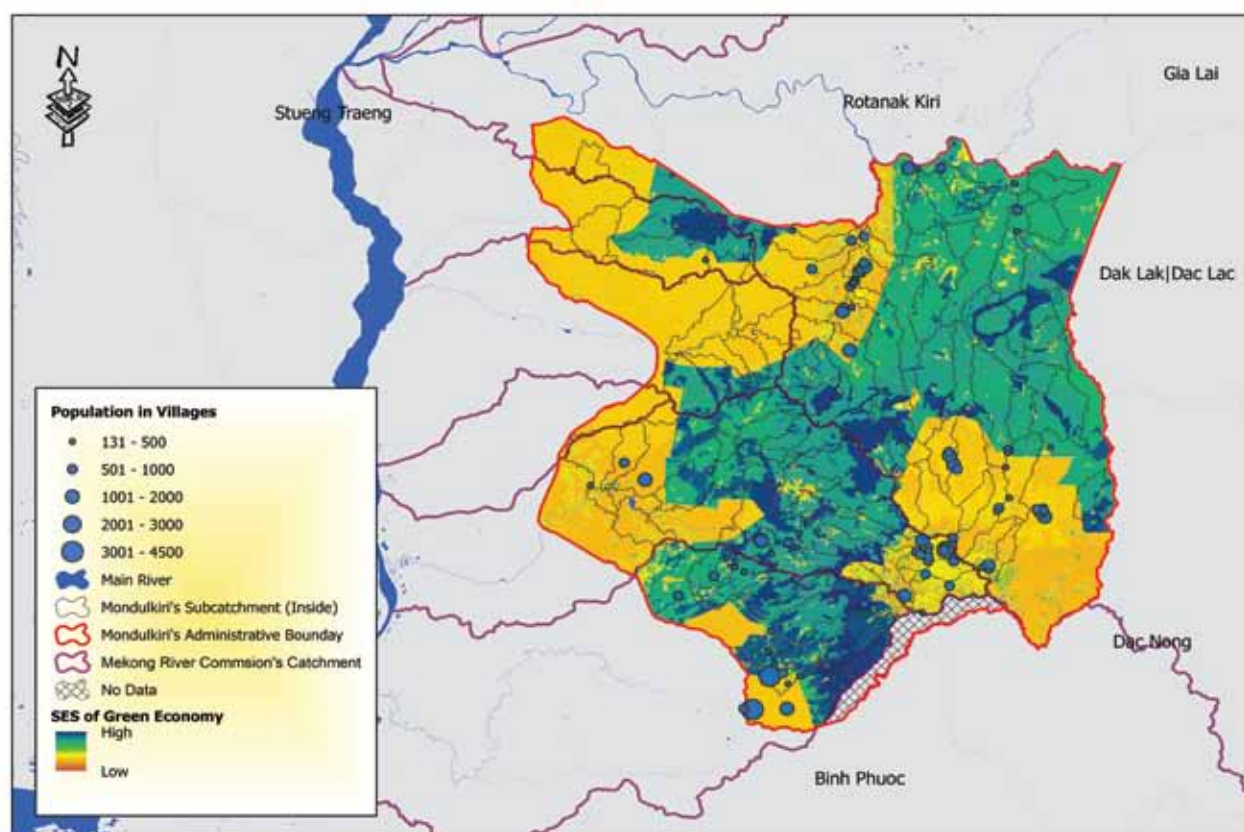 N
Gia Lai
Rotanak Kiri
Stueng Traeng
Dak Lak|Dac Lac
Dac Nong
Binh Phuoc
Population in Villages
131 - 500
501 - 1000
1001 - 2000
2001 - 3000
3001 - 4500
Main River
Mondulkiri's Subcatchment (Inside)
Mondulkiri's Administrative Bounday
Mekong River Commsion's Catchment
No Data
SES of Green Economy
High
Low